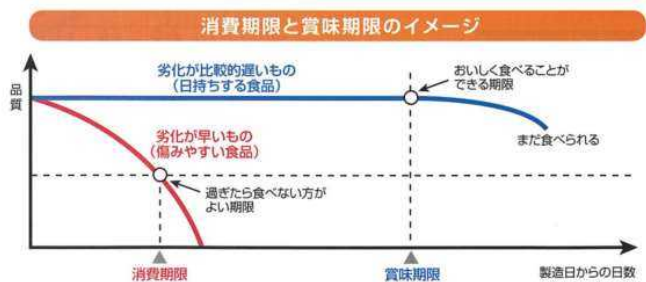 消費期限と賞味期限のイメージ
品質
劣化が比較的遅いもの
（日持ちする食品）
おいしく食べることが
できる期限
劣化が早いもの
（傷みやすい食品）
まだ食べられる
過ぎたら食べない方が
よい期限
消費期限
賞味期限
製造日からの日数